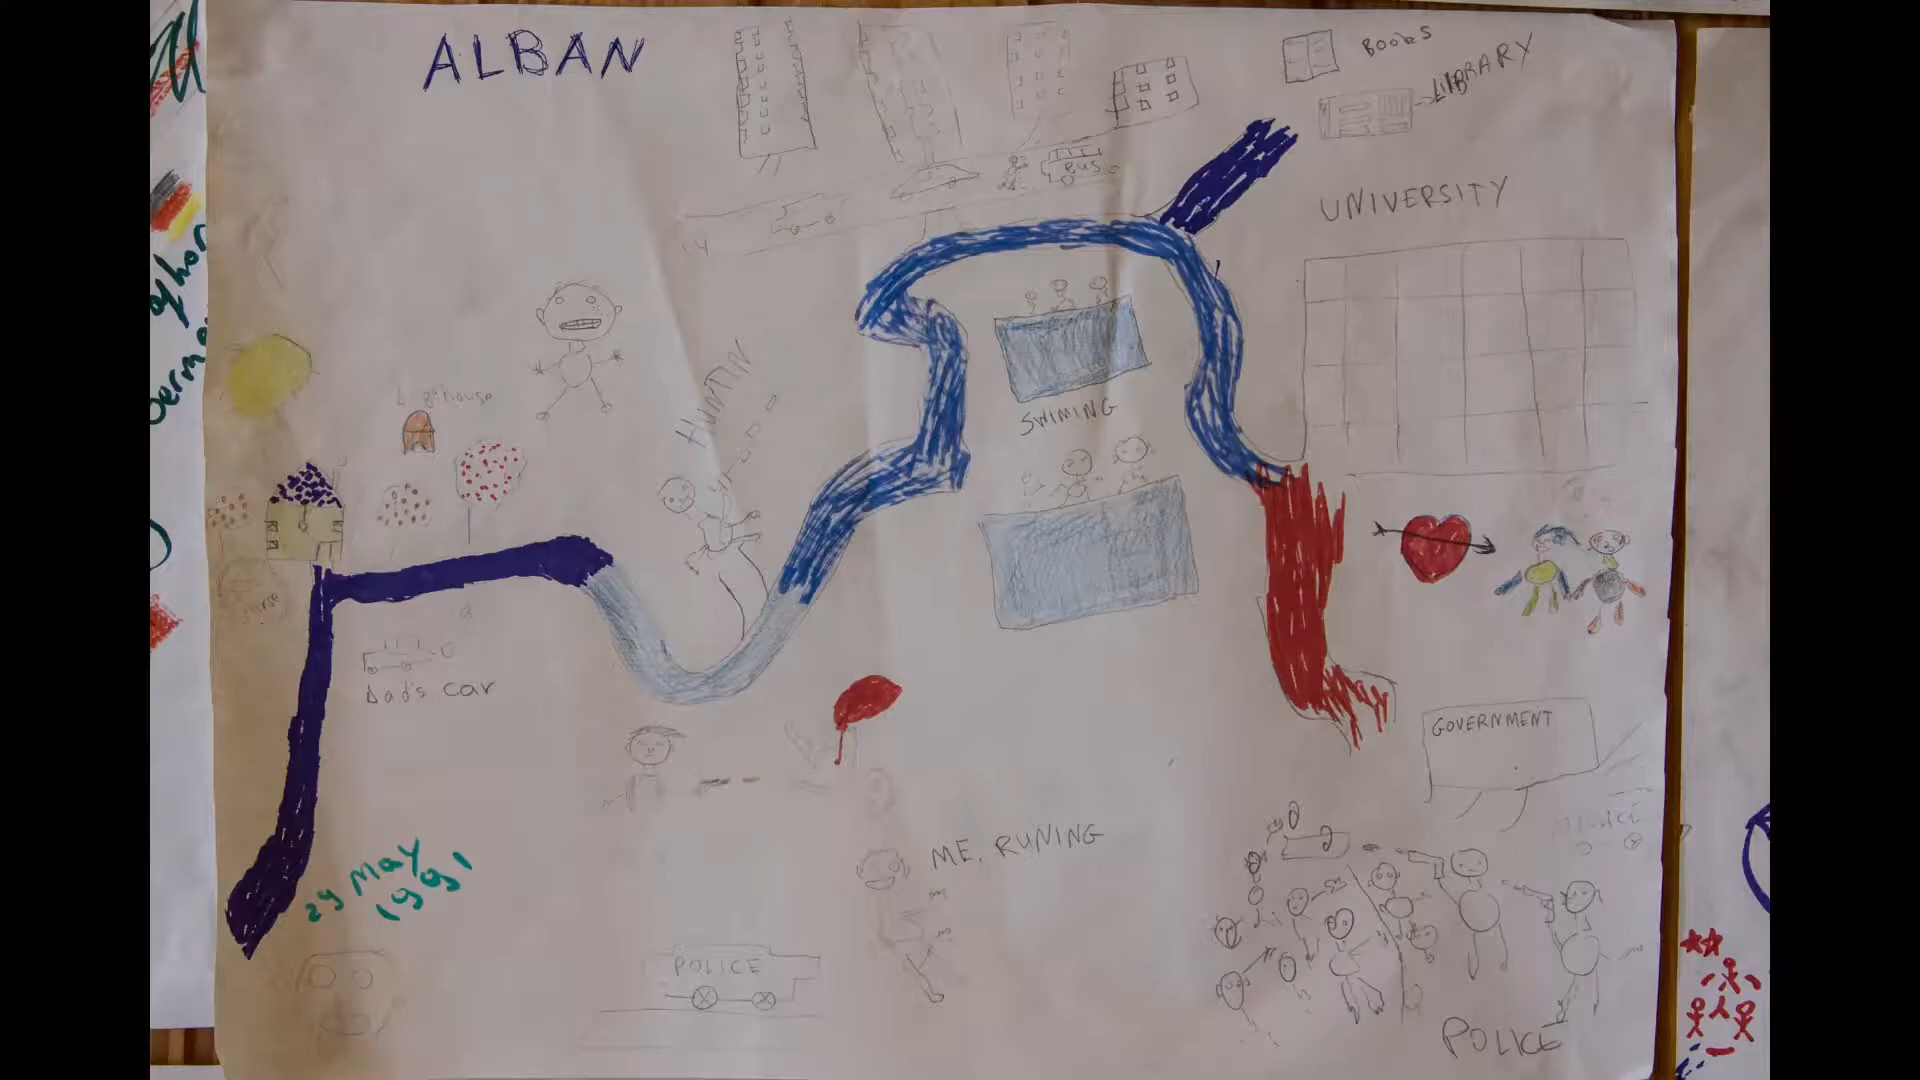 ALBAN
BOOKS
LIBRARY
BUS
UNIVERSITY
SWIMING
Dad's car
GOVERNMENT
ME, RUNING
29 May
1991
POLICE
POLICE